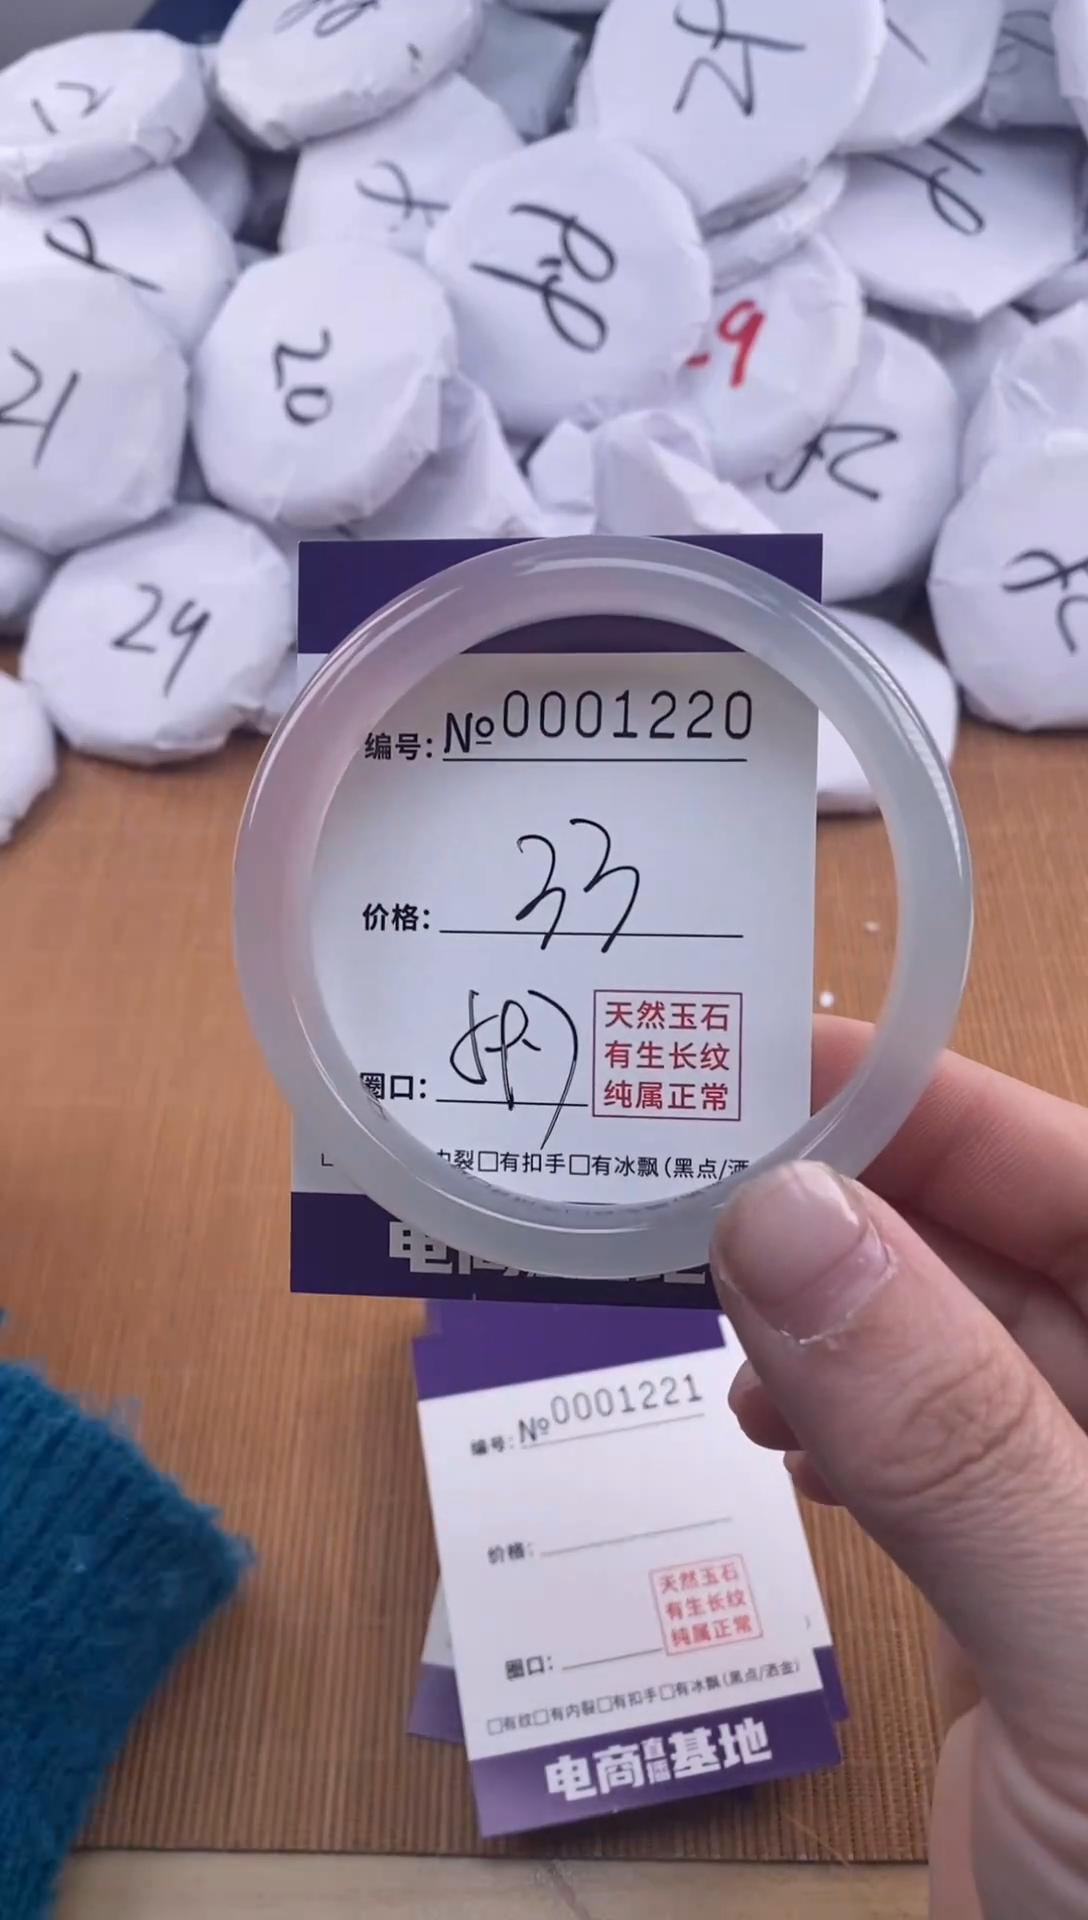 12
20
21
-9
24
编号: №0001220
价格: 33
天然玉石
有生长纹
纯属正常
圈口:
内裂□有扣手□有冰飘(黑点/洒
编号: №0001221
价格:
天然玉石
有生长纹
纯属正常
圈口:
□有纹□有内裂□有扣手□有冰飘(黑点/洒金)
电商直播基地